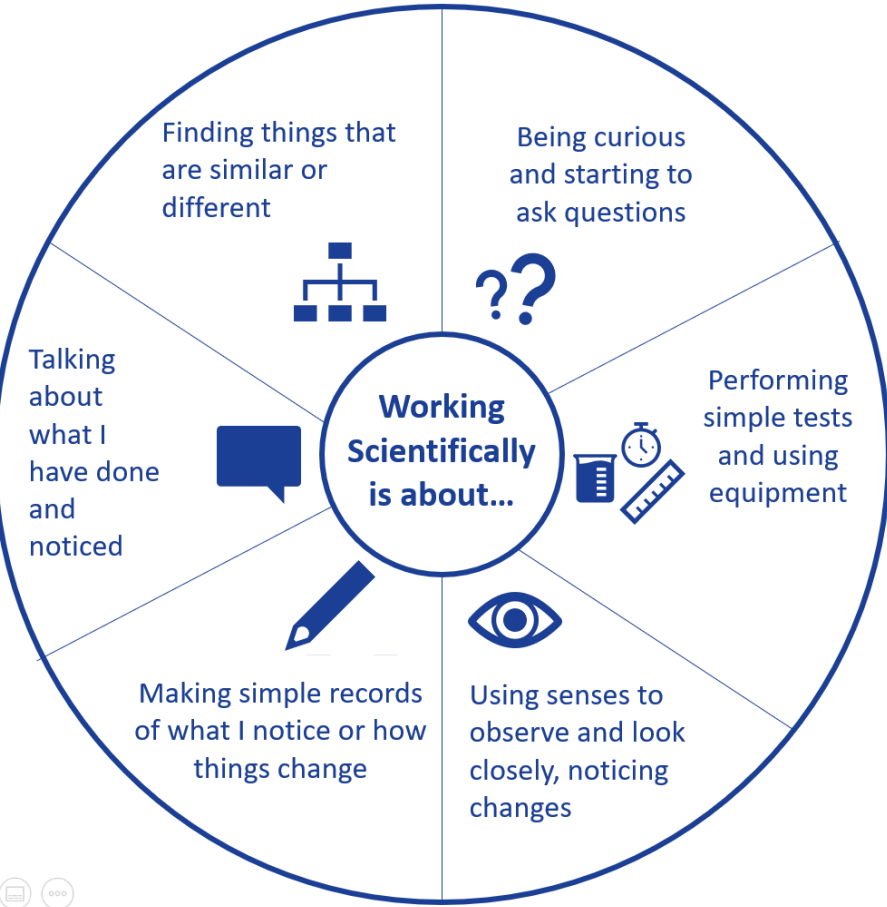 Working
Scientifically
is about...
Being curious
and starting to
ask questions
Performing
simple tests
and using
equipment
Using senses to
observe and look
closely, noticing
changes
Making simple records
of what I notice or how
things change
Talking
about
what I
have done
and
noticed
Finding things that
are similar or
different